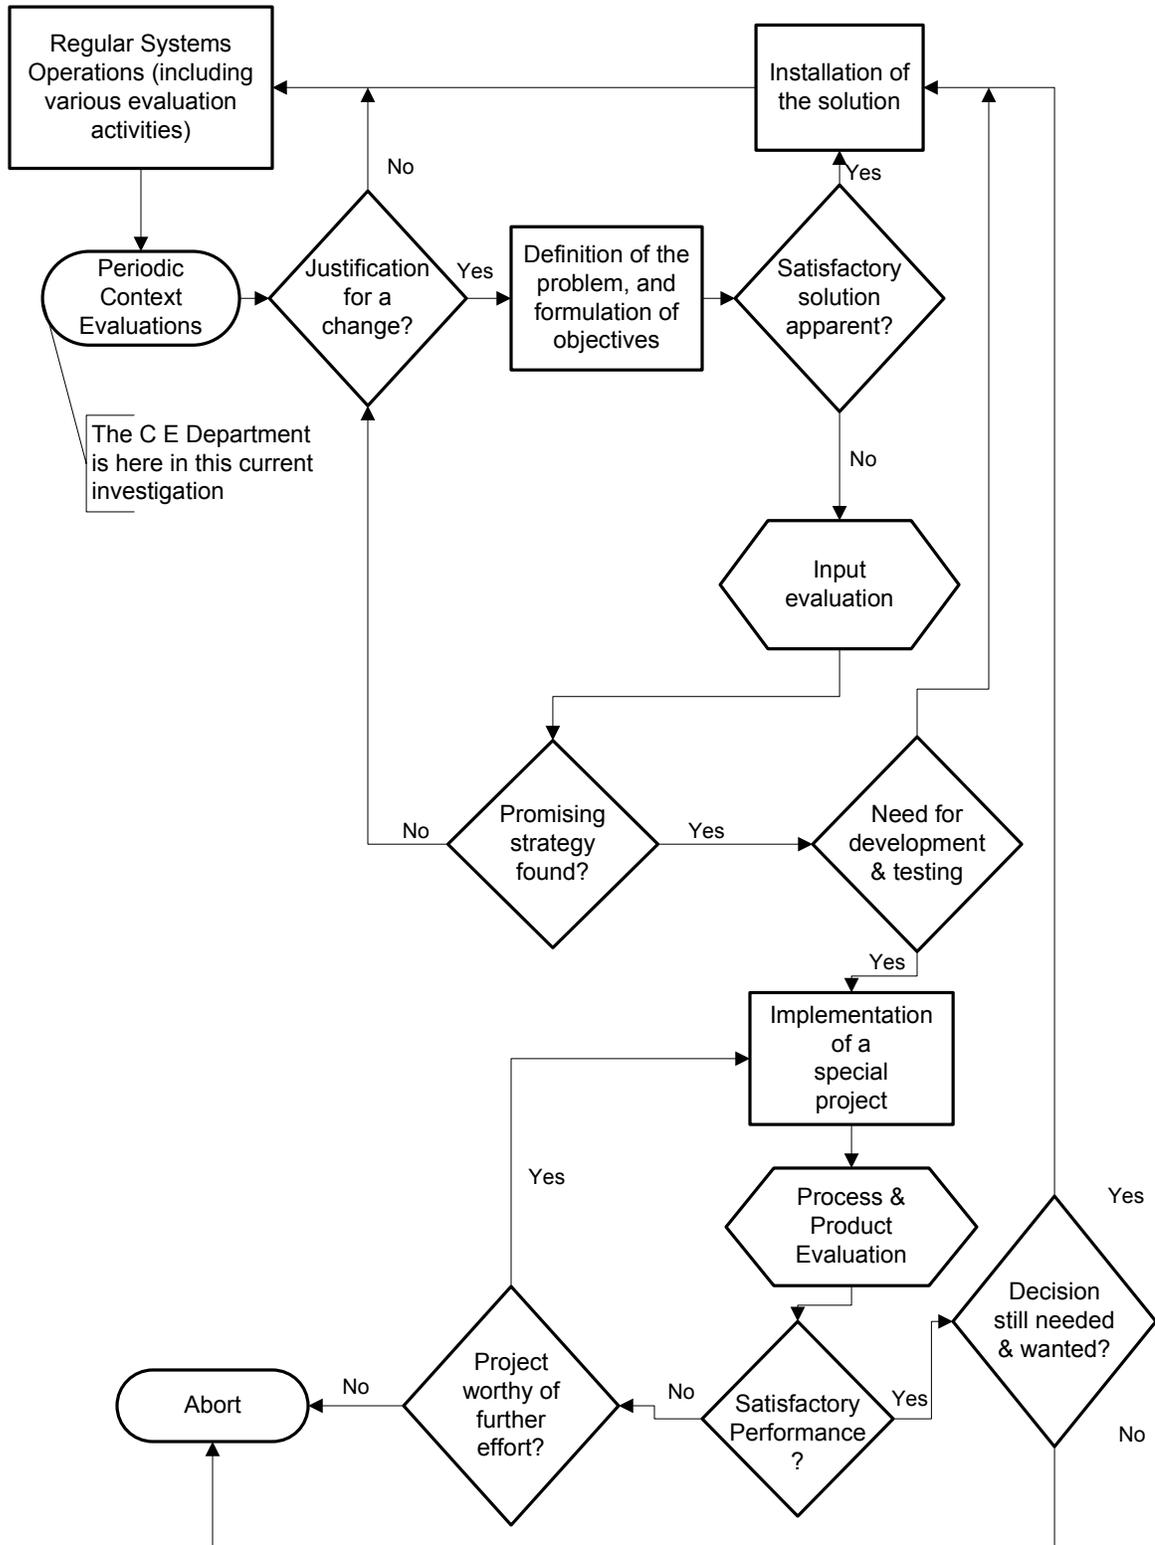 Regular Systems
Operations (including
various evaluation
activities)
Installation of
the solution
No
Yes
Periodic
Context
Evaluations
Justification
for a
change?
Yes
Definition of the
problem, and
formulation of
objectives
Satisfactory
solution
apparent?
The C E Department
is here in this current
investigation
No
Input
evaluation
Promising
strategy
found?
No
Yes
Need for
development
& testing
Yes
Implementation
of a
special
project
Yes
Process &
Product
Evaluation
Yes
Decision
still needed
& wanted?
No
Abort
No
Project
worthy of
further
effort?
No
Satisfactory
Performance
?
Yes